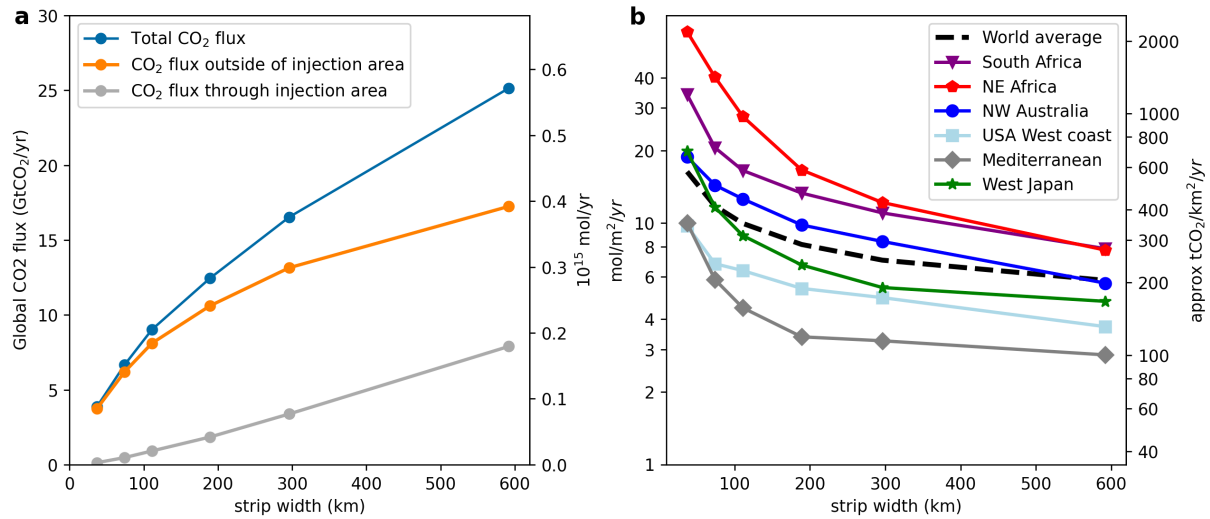 a
Global CO2 flux (GtCO₂/yr)
30
25
20
15
10
5
0
Total CO₂ flux
CO₂ flux outside of injection area
CO₂ flux through injection area
0.6
0.5
0.4
0.3
0.2
0.1
0.0
10¹⁵ mol/yr
0 100 200 300 400 500 600
strip width (km)
b
mol/m²/yr
40
30
20
10
8
6
4
3
2
1
World average
South Africa
NE Africa
NW Australia
USA West coast
Mediterranean
West Japan
2000
1000
800
600
400
300
200
100
80
60
40
approx tCO₂/km²/yr
100 200 300 400 500 600
strip width (km)